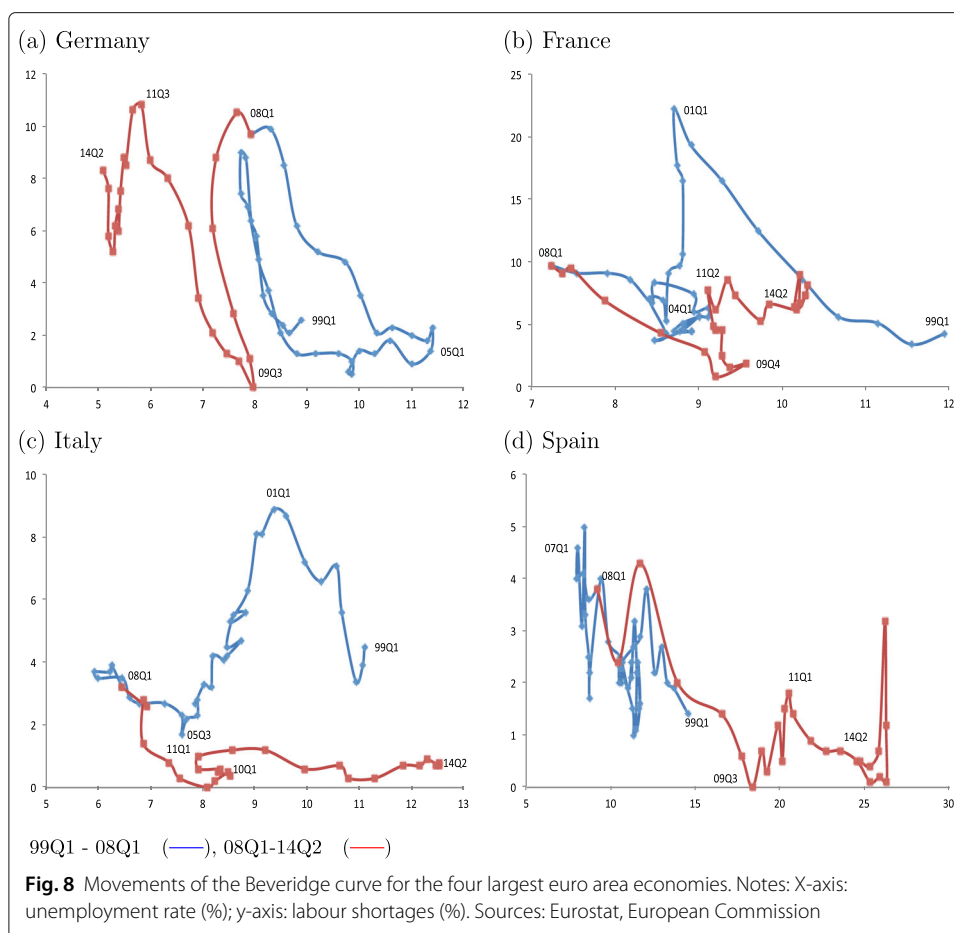 (a) Germany
12
10
8
6
4
2
0
4 5 6 7 8 9 10 11 12
11Q3
08Q1
14Q2
99Q1
05Q1
09Q3
(b) France
25
20
15
10
5
0
7 8 9 10 11 12
01Q1
08Q1
11Q2
14Q2
04Q1
99Q1
09Q4
(c) Italy
10
8
6
4
2
0
5 6 7 8 9 10 11 12 13
01Q1
99Q1
08Q1
05Q3
11Q1
10Q1
14Q2
(d) Spain
6
5
4
3
2
1
0
5 10 15 20 25 30
07Q1
08Q1
99Q1
11Q1
14Q2
09Q3
99Q1 - 08Q1 (—), 08Q1-14Q2 (—)
Fig. 8 Movements of the Beveridge curve for the four largest euro area economies. Notes: X-axis:
unemployment rate (%); y-axis: labour shortages (%). Sources: Eurostat, European Commission